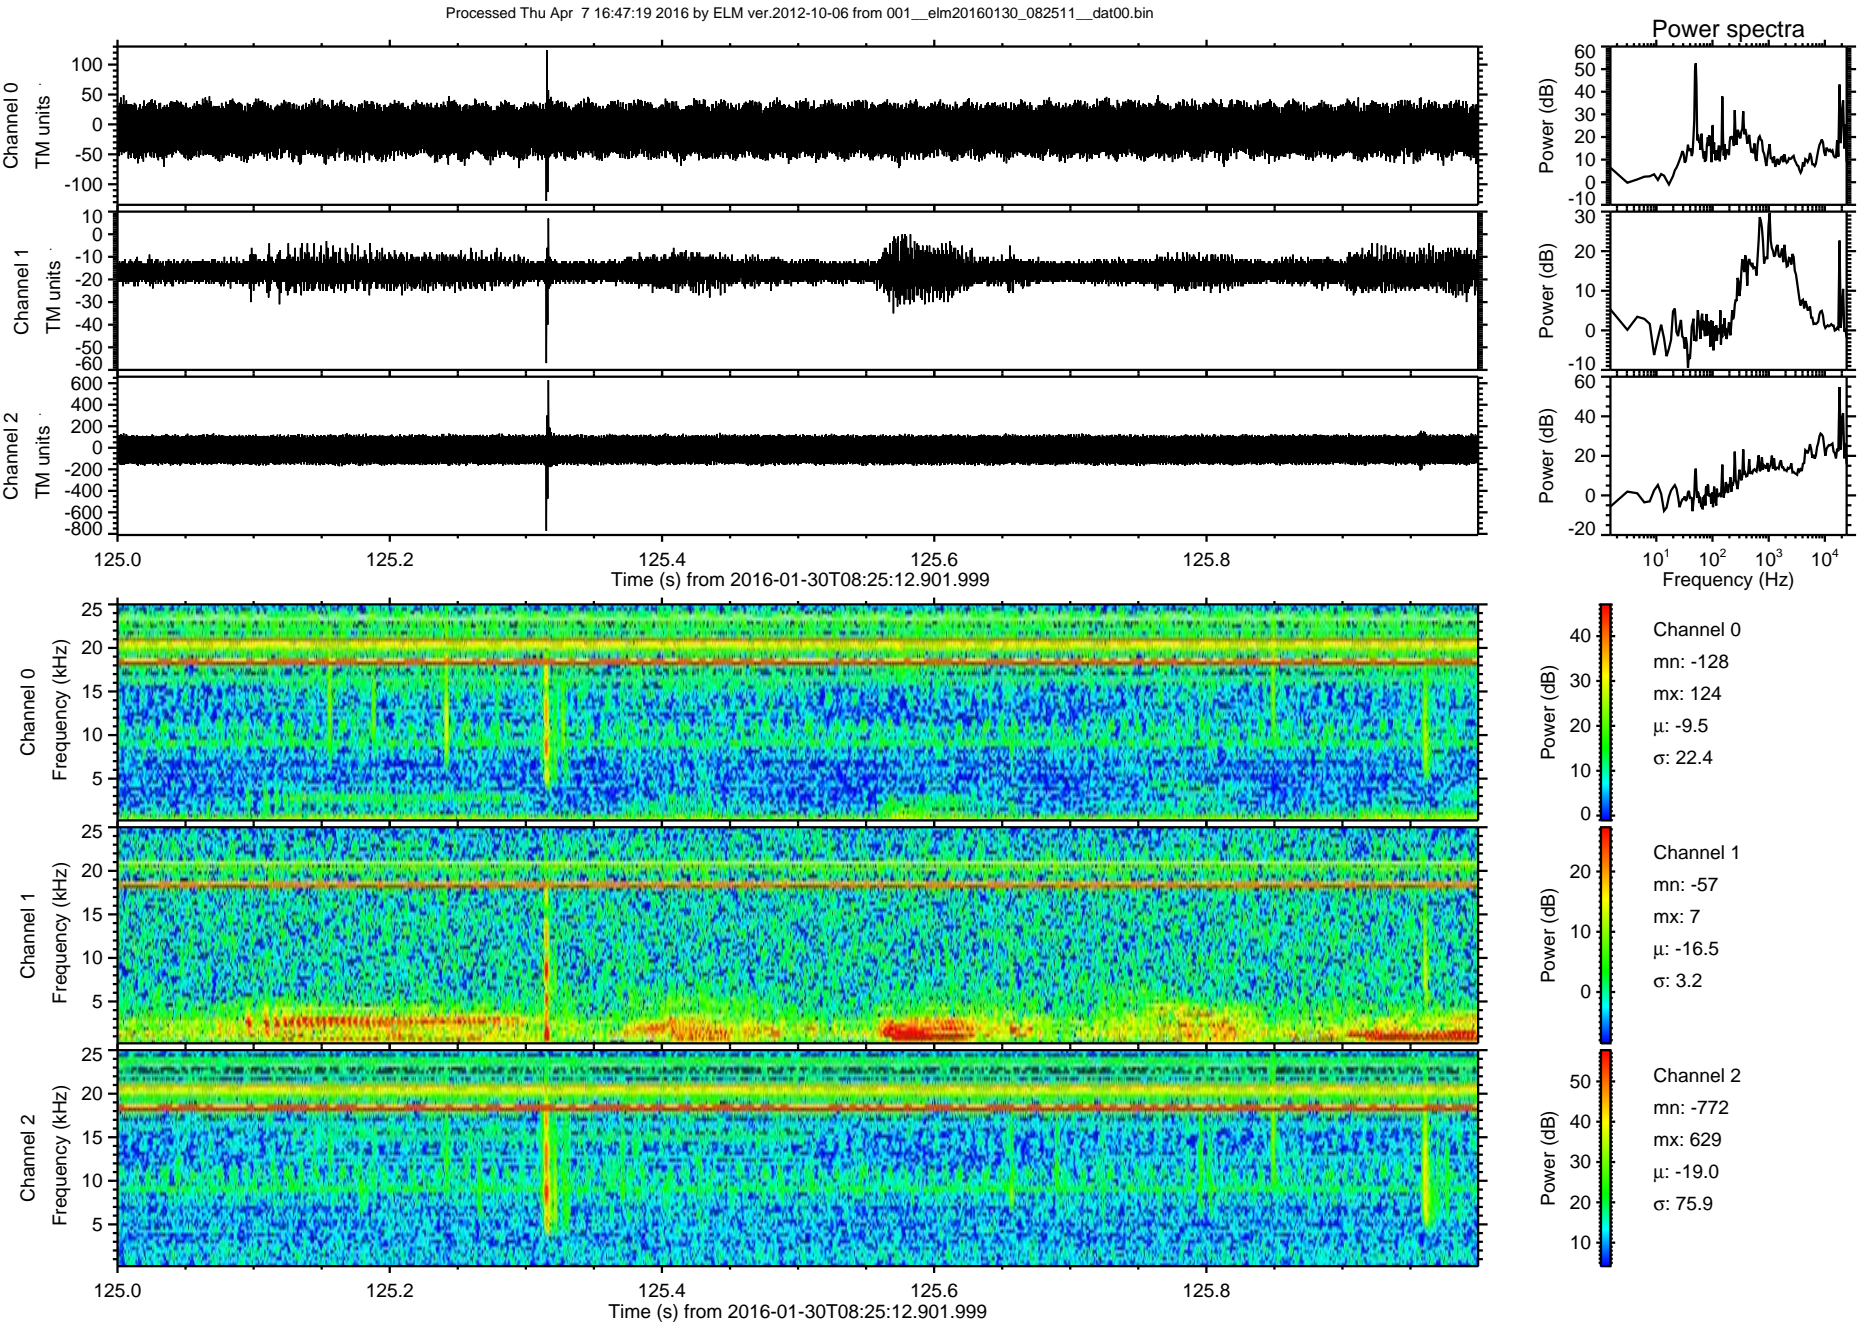 Processed Thu Apr  7 16:47:19 2016 by ELM ver.2012-10-06 from 001__elm20160130_082511__dat00.bin
Power spectra
Channel 0
TM units
100
50
0
-50
-100
Power (dB)
60
50
40
30
20
10
0
-10
Channel 1
TM units
10
0
-10
-20
-30
-40
-50
-60
Power (dB)
30
20
10
0
-10
Channel 2
TM units
600
400
200
0
-200
-400
-600
-800
Power (dB)
60
40
20
0
-20
125.0 125.2 125.4 125.6 125.8
Time (s) from 2016-01-30T08:25:12.901.999
10¹ 10² 10³ 10⁴
Frequency (Hz)
Channel 0
Frequency (kHz)
25
20
15
10
5
Power (dB)
40
30
20
10
0
Channel 0
mn: -128
mx: 124
μ: -9.5
σ: 22.4
Channel 1
Frequency (kHz)
25
20
15
10
5
Power (dB)
20
10
0
Channel 1
mn: -57
mx: 7
μ: -16.5
σ: 3.2
Channel 2
Frequency (kHz)
25
20
15
10
5
Power (dB)
50
40
30
20
10
Channel 2
mn: -772
mx: 629
μ: -19.0
σ: 75.9
125.0 125.2 125.4 125.6 125.8
Time (s) from 2016-01-30T08:25:12.901.999